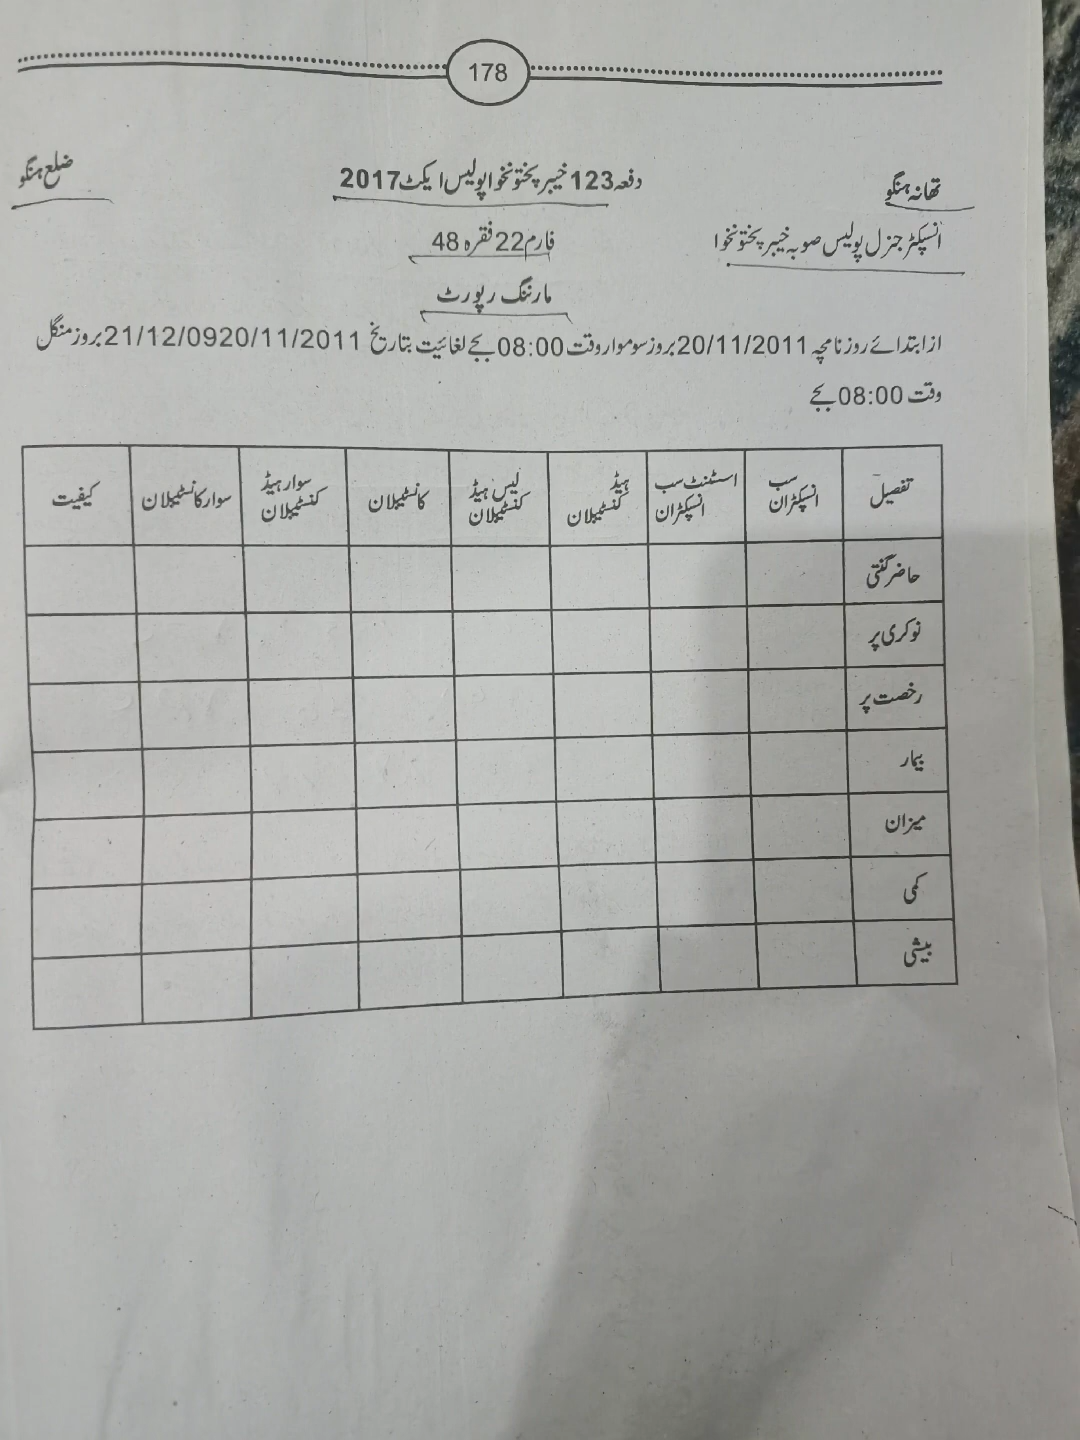 178
تھانہ ہنگو دفعہ 123 خیبر پختونخوا پولیس ایکٹ 2017 ضلع ہنگو
انسپکٹر جنرل پولیس صوبہ خیبر پختونخوا فارم 22 فقرہ 48
مارننگ رپورٹ
از ابتدائے روزنامچہ 20/11/2011 بروز سوموار وقت 08:00 بجے لغائیت بتاریخ 21/12/0920/11/2011 بروز منگل
وقت 08:00 بجے
تفصیل سب انسپکٹران اسسٹنٹ سب انسپکٹران ہیڈ کنسٹیبلان لیس ہیڈ کنسٹیبلان کانسٹیبلان سوار ہیڈ کنسٹیبلان سوار کانسٹیبلان کیفیت
حاضر گنتی
نوکری پر
رخصت پر
بیمار
میزان
کمی
بیشی